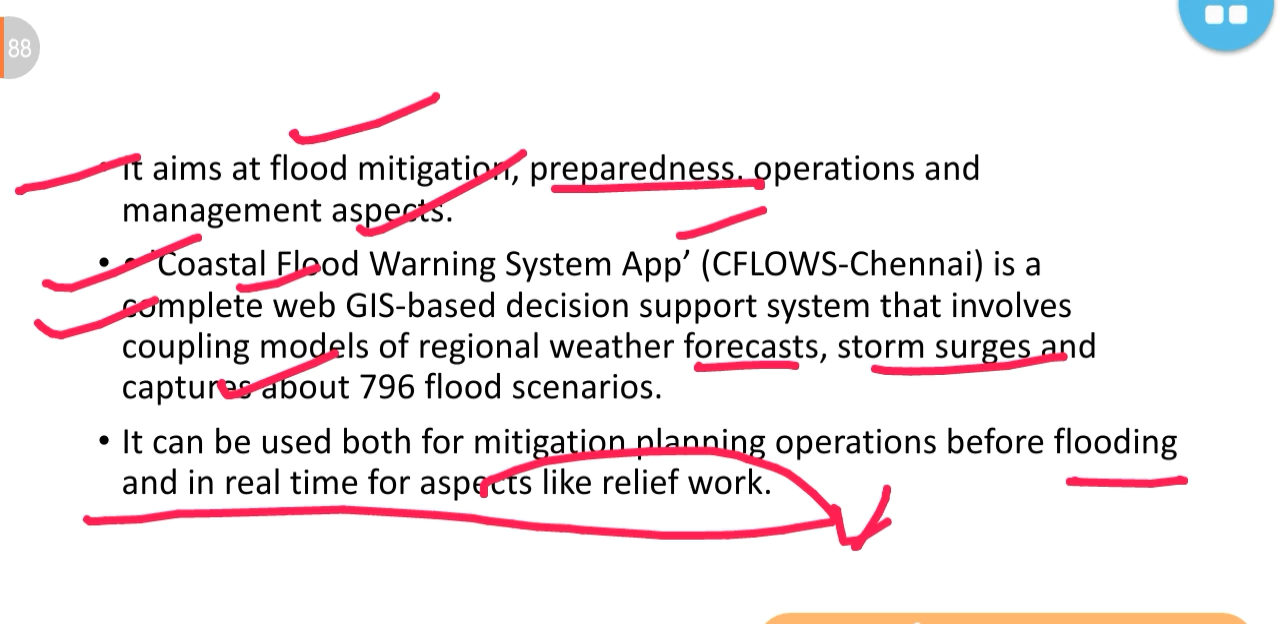 88
• It aims at flood mitigation, preparedness. operations and
management aspects.
• • ‘Coastal Flood Warning System App’ (CFLOWS-Chennai) is a
complete web GIS-based decision support system that involves
coupling models of regional weather forecasts, storm surges and
captures about 796 flood scenarios.
• It can be used both for mitigation planning operations before flooding
and in real time for aspects like relief work.